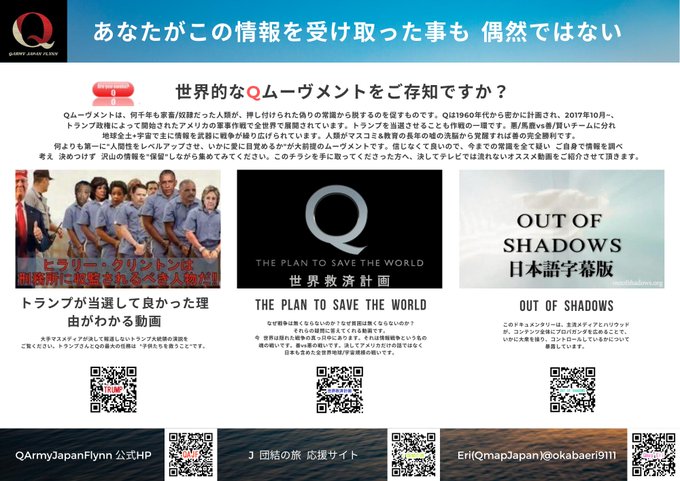 Q
QARMY JAPAN FLYNN
あなたがこの情報を受け取った事も 偶然ではない
Are you awake?
Q
世界的なQムーヴメントをご存知ですか？
Qムーヴメントは、何千年も家畜/奴隷だった人類が、押し付けられた偽りの常識から脱するのを促すものです。Qは1960年代から密かに計画され、2017年10月~、
トランプ政権によって開始されたアメリカの軍事作戦で全世界で展開されています。トランプを当選させることも作戦の一環です。悪/馬鹿vs善/賢いチームに分れ
地球全土+宇宙で主に情報を武器に戦争が繰り広げられています。人類がマスコミ&教育の長年の嘘の洗脳から覚醒すれば善の完全勝利です。
何よりも第一に"人間性をレベルアップさせ、いかに愛に目覚めるか"が大前提のムーヴメントです。信じなくて良いので、今までの常識を全て疑い ご自身で情報を調べ
考え 決めつけず 沢山の情報を"保留"しながら集めてみてください。このチラシを手に取ってくださった方へ、決してテレビでは流れないオススメ動画をご紹介させて頂きます。
ヒラリー・クリントンは
刑務所に収監されるべき人物だ!!
トランプが当選して良かった理
由がわかる動画
大手マスメディアが決して報道しないトランプ大統領の演説を
ご覧ください。トランプさんとQの最大の任務は "子供たちを救うこと"です。
TRUMP
Q
THE PLAN TO SAVE THE WORLD
世界救済計画
THE PLAN TO SAVE THE WORLD
なぜ戦争は無くならないのか？なぜ貧困は無くならないのか？
それらの疑問に答えてくれる動画です。
今 世界は隠れた戦争の真っ只中にあります。それは情報戦争という名の
魂の戦いです。善vs悪の戦いです。決してアメリカだけの話ではなく
日本も含めた全世界地球/宇宙規模の戦いです。
世界救済計画
OUT OF
SHADOWS
日本語字幕版
outofshadows.org
OUT OF SHADOWS
このドキュメンタリーは、主流メディアとハリウッド
が、コンテンツ全体にプロパガンダを広めることで、
いかに大衆を操り、コントロールしているかについて
暴露しています。
QArmyJapanFlynn 公式HP
QAJF
J 団結の旅 応援サイト
Eri(QmapJapan)@okabaeri9111